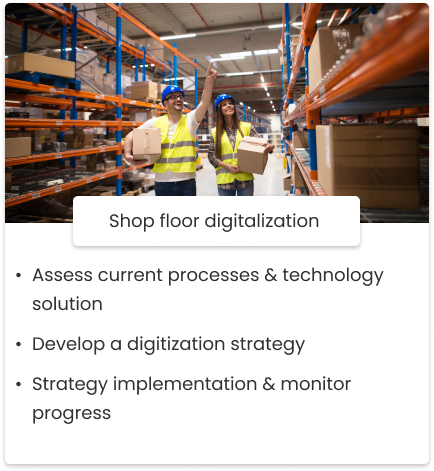 Shop floor digitalization
• Assess current processes & technology
solution
• Develop a digitization strategy
• Strategy implementation & monitor
progress